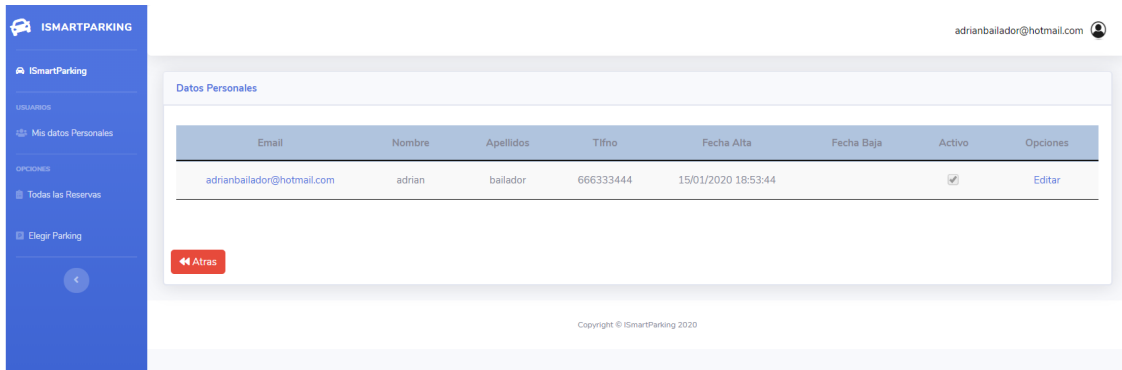 ISMARTPARKING
adrianbailador@hotmail.com
ISmartParking
USUARIOS
Mis datos Personales
OPCIONES
Todas las Reservas
Elegir Parking
Datos Personales
Email Nombre Apellidos Tlfno Fecha Alta Fecha Baja Activo Opciones
adrianbailador@hotmail.com adrian bailador 666333444 15/01/2020 18:53:44 Editar
Atras
Copyright © ISmartParking 2020